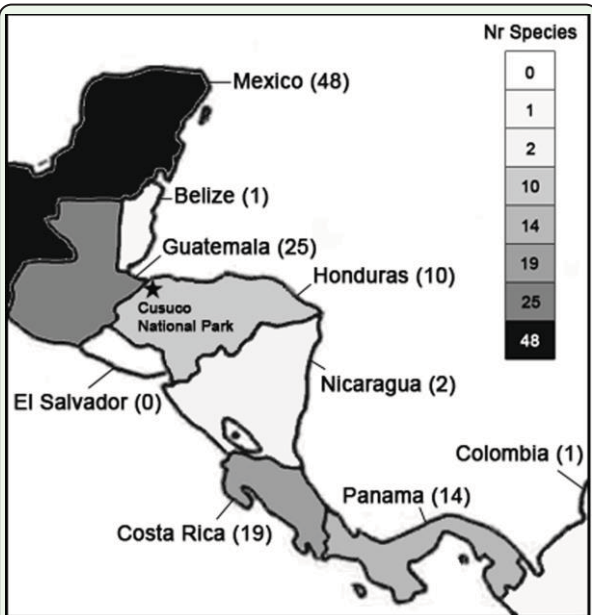 Nr Species
0
1
2
10
14
19
25
48
Mexico (48)
Belize (1)
Guatemala (25)
Honduras (10)
Cusuco
National Park
Nicaragua (2)
El Salvador (0)
Colombia (1)
Panama (14)
Costa Rica (19)